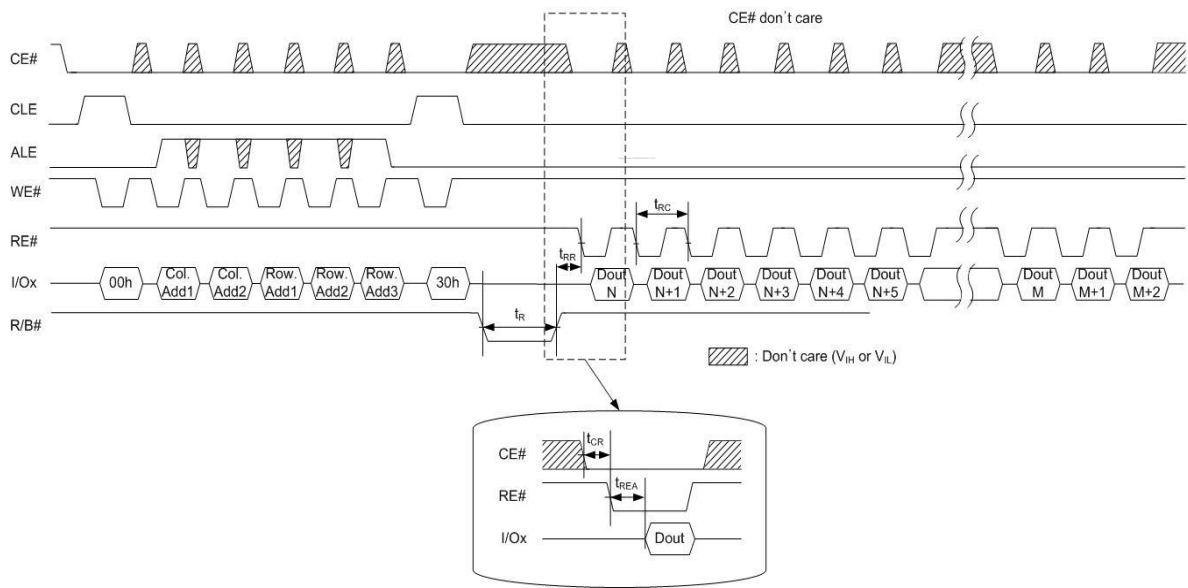 CE# don't care
CE#
CLE
ALE
WE#
tRC
RE#
tRR
I/Ox
00h
Col. Add1
Col. Add2
Row. Add1
Row. Add2
Row. Add3
30h
Dout N
Dout N+1
Dout N+2
Dout N+3
Dout N+4
Dout N+5
Dout M
Dout M+1
Dout M+2
R/B#
tR
: Don't care (VIH or VIL)
CE#
tCR
RE#
tREA
I/Ox
Dout